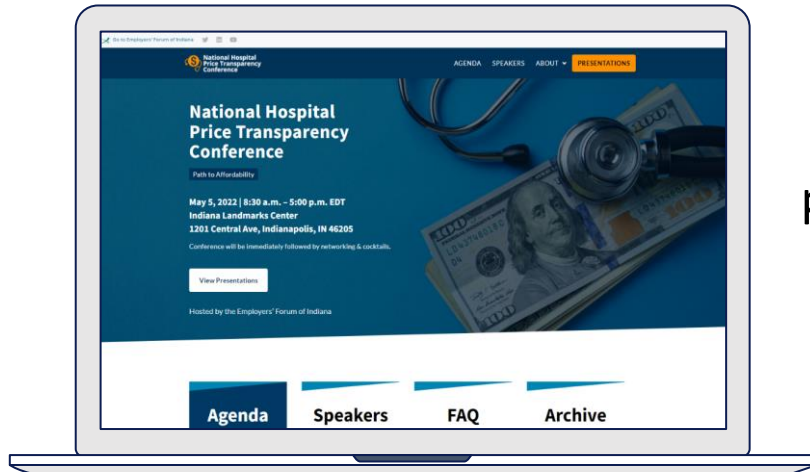 Go to Employers' Forum of Indiana
National Hospital
Price Transparency
Conference
AGENDA SPEAKERS ABOUT PRESENTATIONS
National Hospital
Price Transparency
Conference
Path to Affordability
May 5, 2022 | 8:30 a.m. – 5:00 p.m. EDT
Indiana Landmarks Center
1201 Central Ave, Indianapolis, IN 46205
Conference will be immediately followed by networking & cocktails.
View Presentations
Hosted by the Employers' Forum of Indiana
Agenda Speakers FAQ Archive